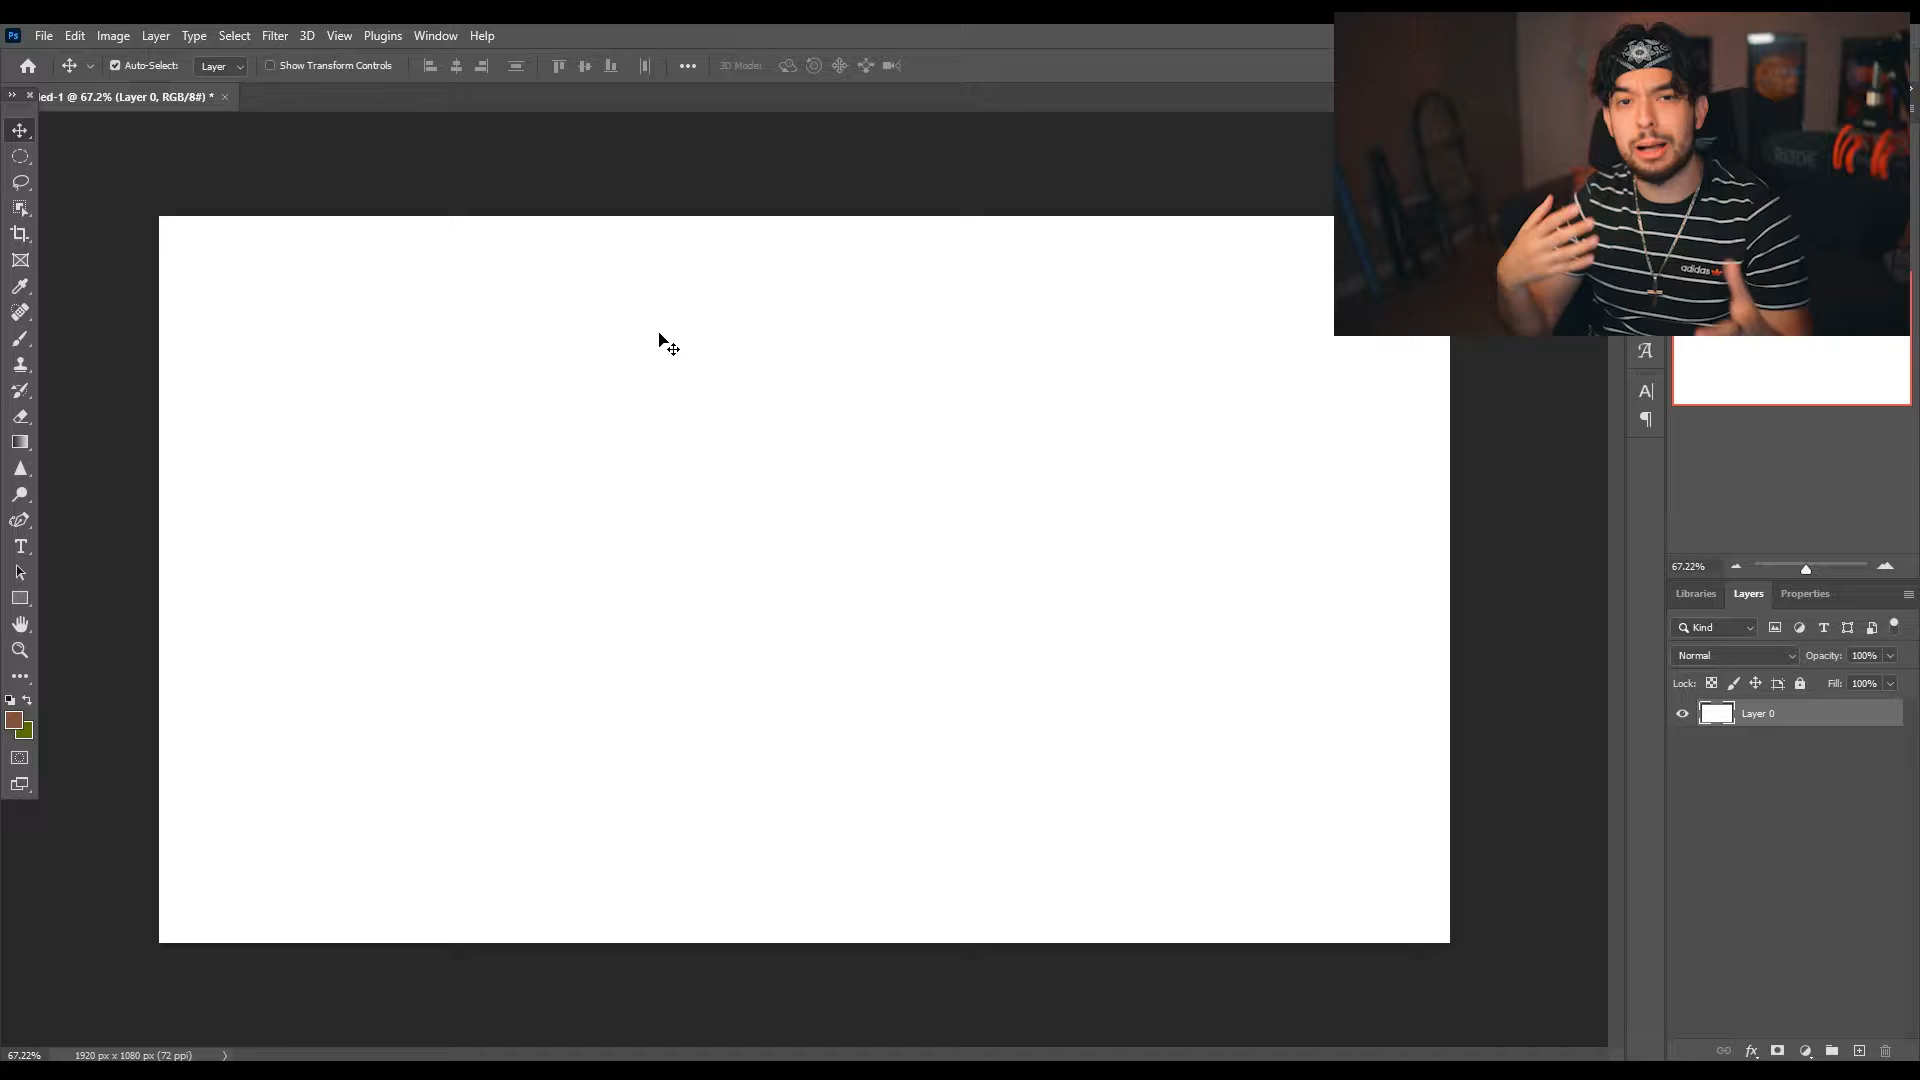 Ps File Edit Image Layer Type Select Filter 3D View Plugins Window Help
Auto-Select: Layer Show Transform Controls 3D Mode:
led-1 @ 67.2% (Layer 0, RGB/8#) *
RØDE
adidas
67.22%
Libraries Layers Properties
Kind
Normal Opacity: 100%
Lock: Fill: 100%
Layer 0
67.22% 1920 px x 1080 px (72 ppi)